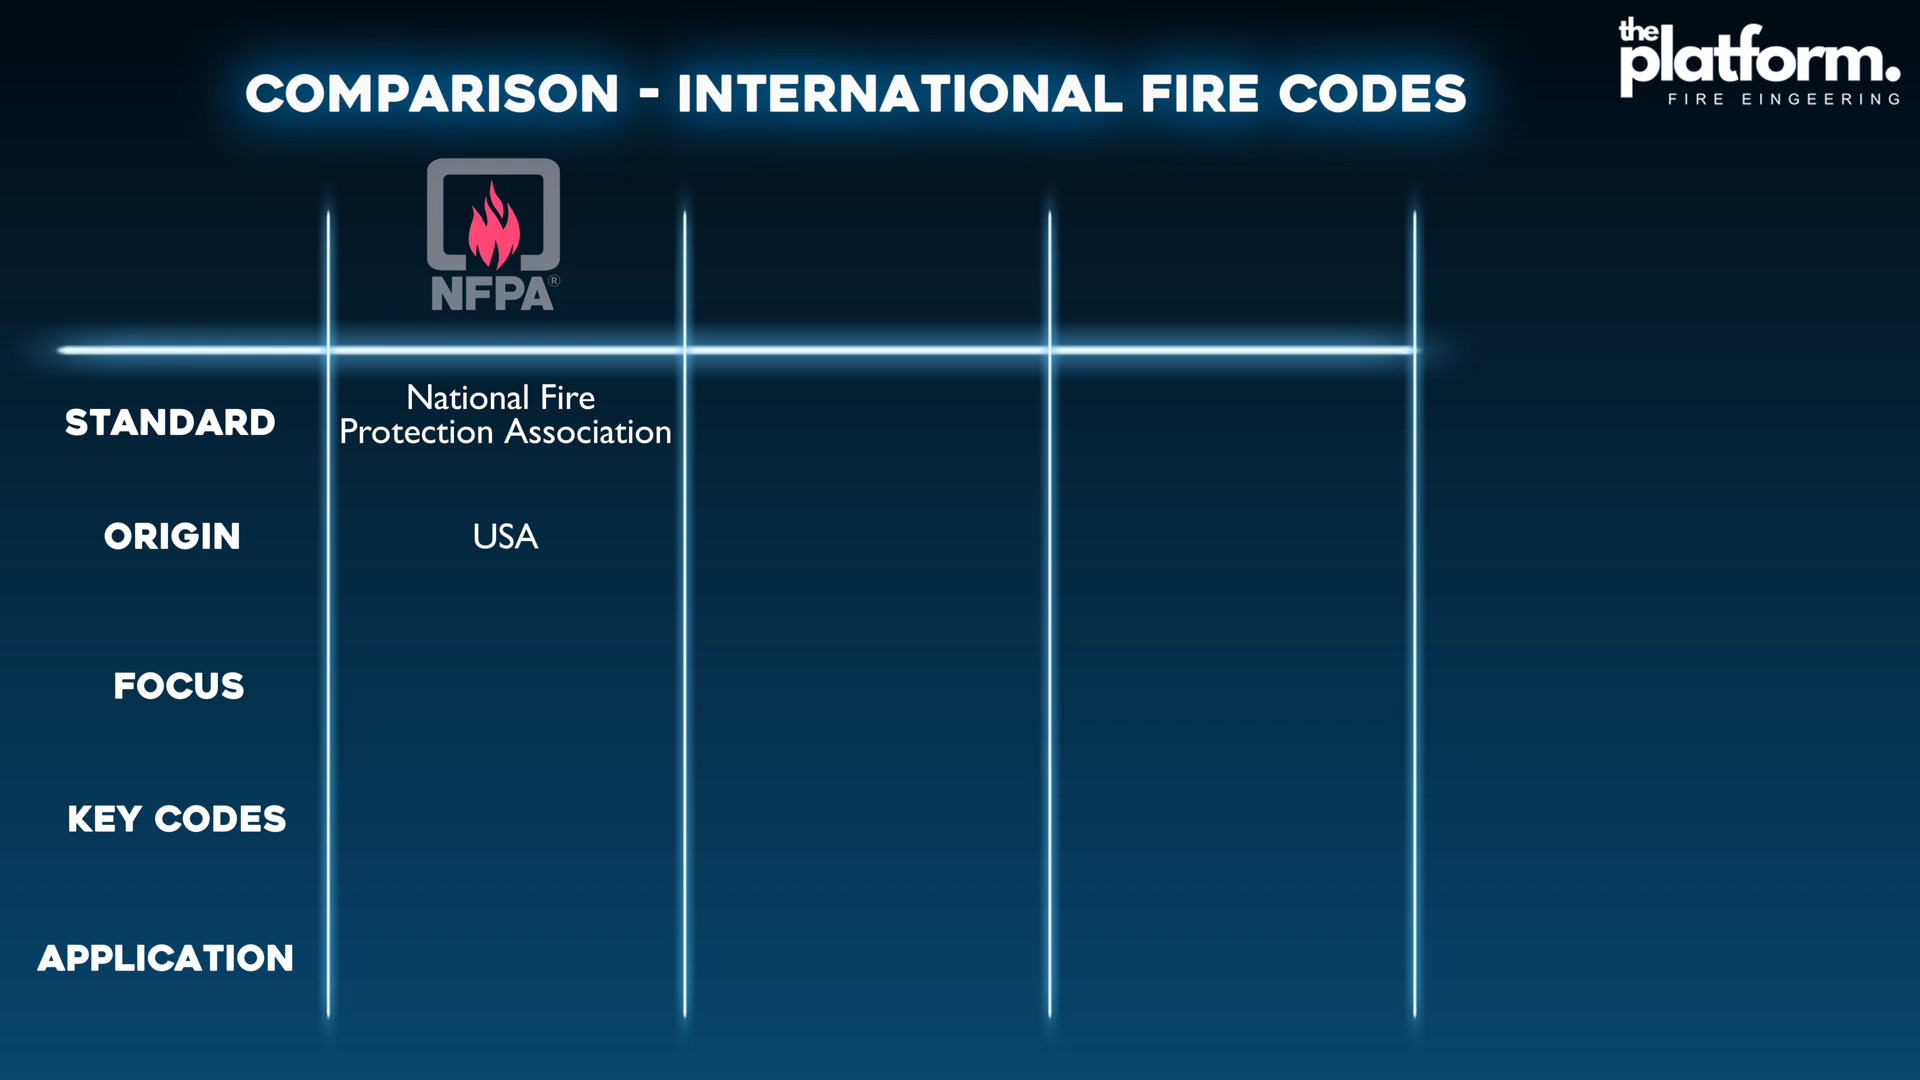 the
platform.
FIRE EINGEERING
COMPARISON - INTERNATIONAL FIRE CODES
NFPA®
STANDARD
National Fire
Protection Association
ORIGIN
USA
FOCUS
KEY CODES
APPLICATION